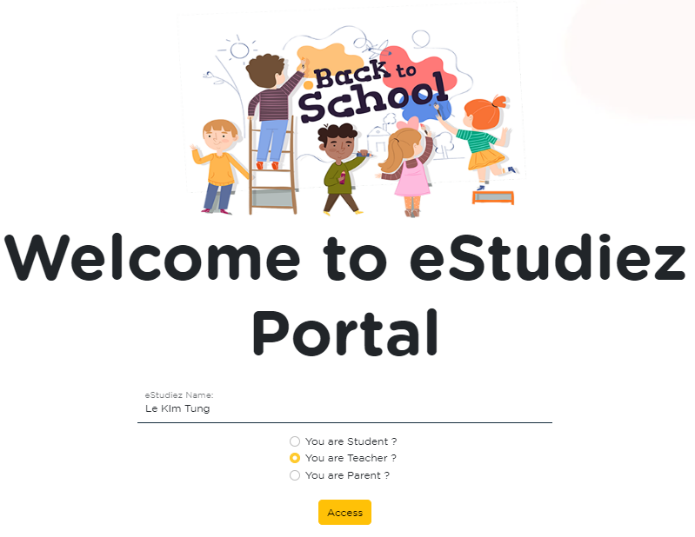 Back to
School
Welcome to eStudiez
Portal
eStudiez Name:
Le KIm Tung
You are Student ?
You are Teacher ?
You are Parent ?
Access